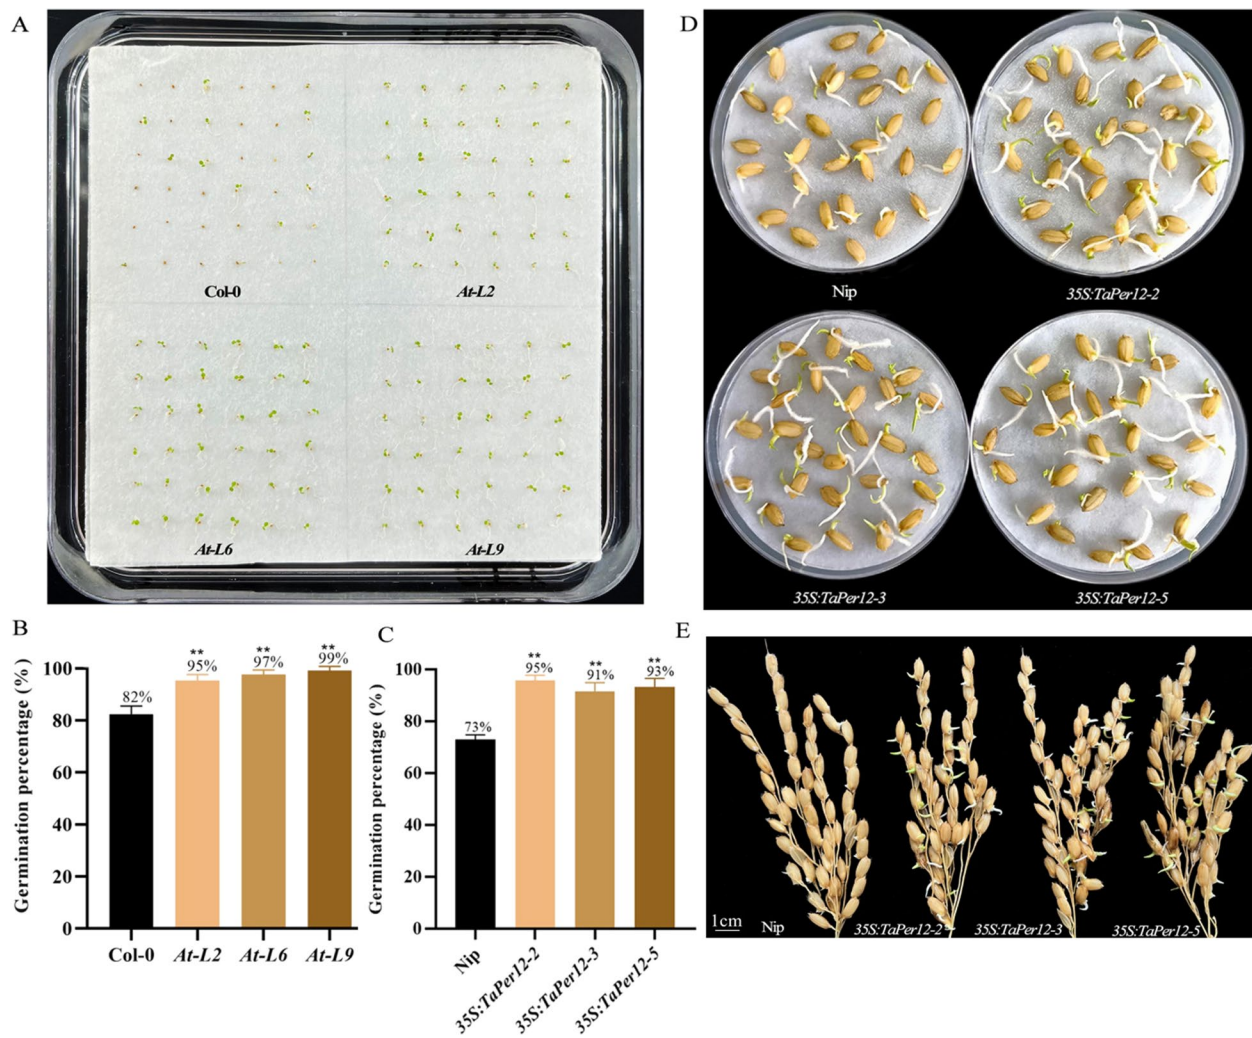 A
Col-0
At-L2
At-L6
At-L9
D
Nip
35S:TaPer12-2
35S:TaPer12-3
35S:TaPer12-5
B
Germination percentage (%)
100
80
60
40
20
0
82%
**
95%
**
97%
**
99%
Col-0
At-L2
At-L6
At-L9
C
Germination percentage (%)
100
80
60
40
20
0
73%
**
95%
**
91%
**
93%
Nip
35S:TaPer12-2
35S:TaPer12-3
35S:TaPer12-5
E
1cm
Nip
35S:TaPer12-2
35S:TaPer12-3
35S:TaPer12-5